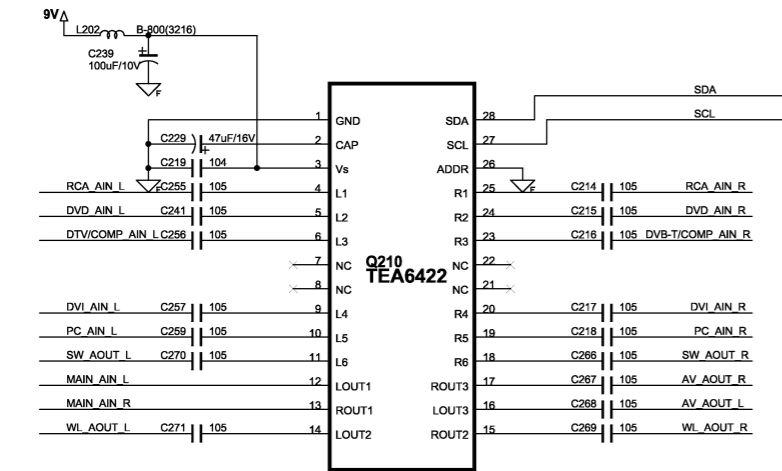 9V
L202 B-800(3216)
C239
100uF/10V
F
SDA
SCL
1 GND SDA 28
C229 47uF/16V 2 CAP SCL 27
C219 104 3 Vs ADDR 26
F F
RCA_AIN_L C255 105 4 L1 R1 25 C214 105 RCA_AIN_R
DVD_AIN_L C241 105 5 L2 R2 24 C215 105 DVD_AIN_R
DTV/COMP_AIN_L C256 105 6 L3 R3 23 C216 105 DVB-T/COMP_AIN_R
7 NC NC 22
Q210
TEA6422
8 NC NC 21
DVI_AIN_L C257 105 9 L4 R4 20 C217 105 DVI_AIN_R
PC_AIN_L C259 105 10 L5 R5 19 C218 105 PC_AIN_R
SW_AOUT_L C270 105 11 L6 R6 18 C266 105 SW_AOUT_R
MAIN_AIN_L 12 LOUT1 ROUT3 17 C267 105 AV_AOUT_R
MAIN_AIN_R 13 ROUT1 LOUT3 16 C268 105 AV_AOUT_L
WL_AOUT_L C271 105 14 LOUT2 ROUT2 15 C269 105 WL_AOUT_R